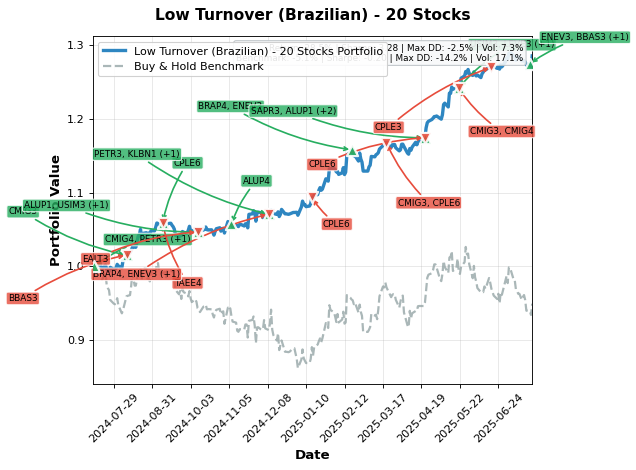 Low Turnover (Brazilian) - 20 Stocks
ENEV3, BBAS3 (+1)
Low Turnover (Brazilian) - 20 Stocks Portfolio
Buy & Hold Benchmark
28 | Max DD: -2.5% | Vol: 7.3%
| Max DD: -14.2% | Vol: 17.1%
1.3
1.2
1.1
1.0
0.9
Portfolio Value
BRAP4, ENEV3
SAPR3, ALUP1 (+2)
CPLE3
CMIG3, CMIG4
PETR3, KLBN1 (+1)
CPLE6
CPLE6
ALUP4
CMIG3
ALUP1, USIM3 (+1)
CMIG3, CPLE6
CPLE6
CMIG4, PETR3 (+1)
BRAP4, ENEV3 (+1)
TAEE4
BBAS3
2024-07-29
2024-08-31
2024-10-03
2024-11-05
2024-12-08
2025-01-10
2025-02-12
2025-03-17
2025-04-19
2025-05-22
2025-06-24
Date